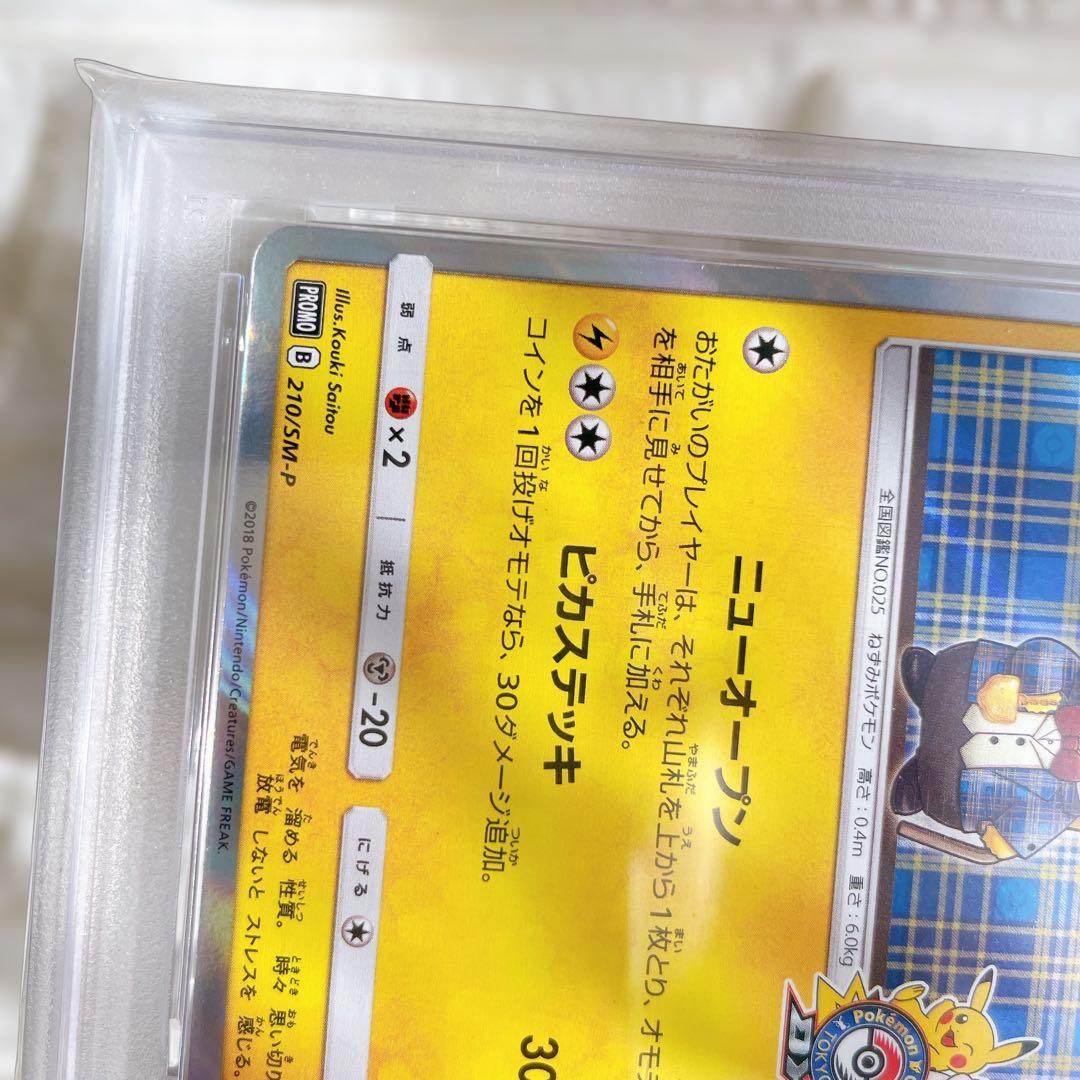 全国図鑑NO.025 ねずみポケモン 高さ:0.4m 重さ:6.0kg
Pokémon
TOKYO
DX
ニューオープン
おたがいのプレイヤーは、それぞれ山札を上から1枚とり、オモテ
を相手に見せてから、手札に加える。
ピカステッキ
30
コインを1回投げオモテなら、30ダメージ追加。
弱点 ×2 抵抗力 -20
にげる
Illus.Kouki Saitou
PROMO B 210/SM-P
電気を 溜める 性質。 時々 思い切り
放電 しないと ストレスを 感じる。
©2018 Pokémon/Nintendo/Creatures/GAME FREAK.